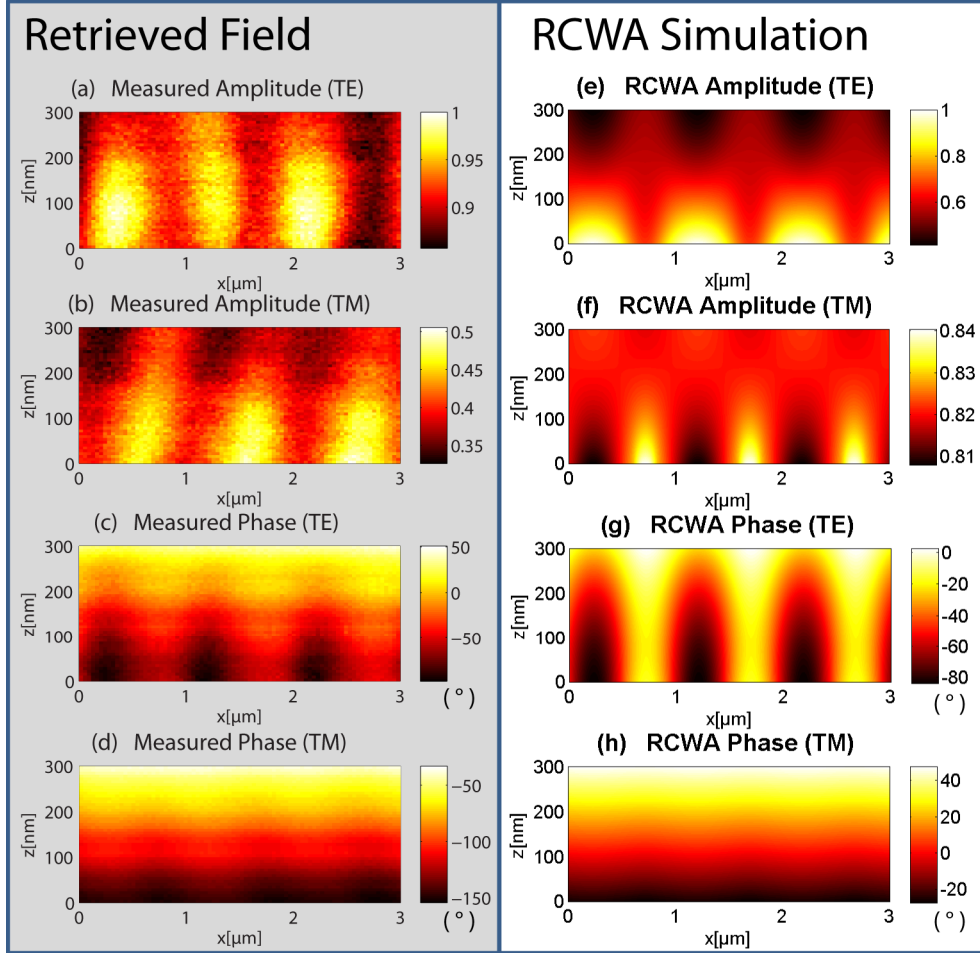 Retrieved Field
(a) Measured Amplitude (TE)
300
200
100
0
z[nm]
0 1 2 3
x[µm]
1
0.95
0.9
(b) Measured Amplitude (TM)
300
200
100
0
z[nm]
0 1 2 3
x[µm]
0.5
0.45
0.4
0.35
(c) Measured Phase (TE)
300
200
100
0
z[nm]
0 1 2 3
x[µm]
50
0
−50
( ° )
(d) Measured Phase (TM)
300
200
100
0
z[nm]
0 1 2 3
x[µm]
−50
−100
−150
( ° )
RCWA Simulation
(e) RCWA Amplitude (TE)
300
200
100
0
z[nm]
0 1 2 3
x[µm]
1
0.8
0.6
(f) RCWA Amplitude (TM)
300
200
100
0
z[nm]
0 1 2 3
x[µm]
0.84
0.83
0.82
0.81
(g) RCWA Phase (TE)
300
200
100
0
z[nm]
0 1 2 3
x[µm]
0
-20
-40
-60
-80
( ° )
(h) RCWA Phase (TM)
300
200
100
0
z[nm]
0 1 2 3
x[µm]
40
20
0
-20
( ° )